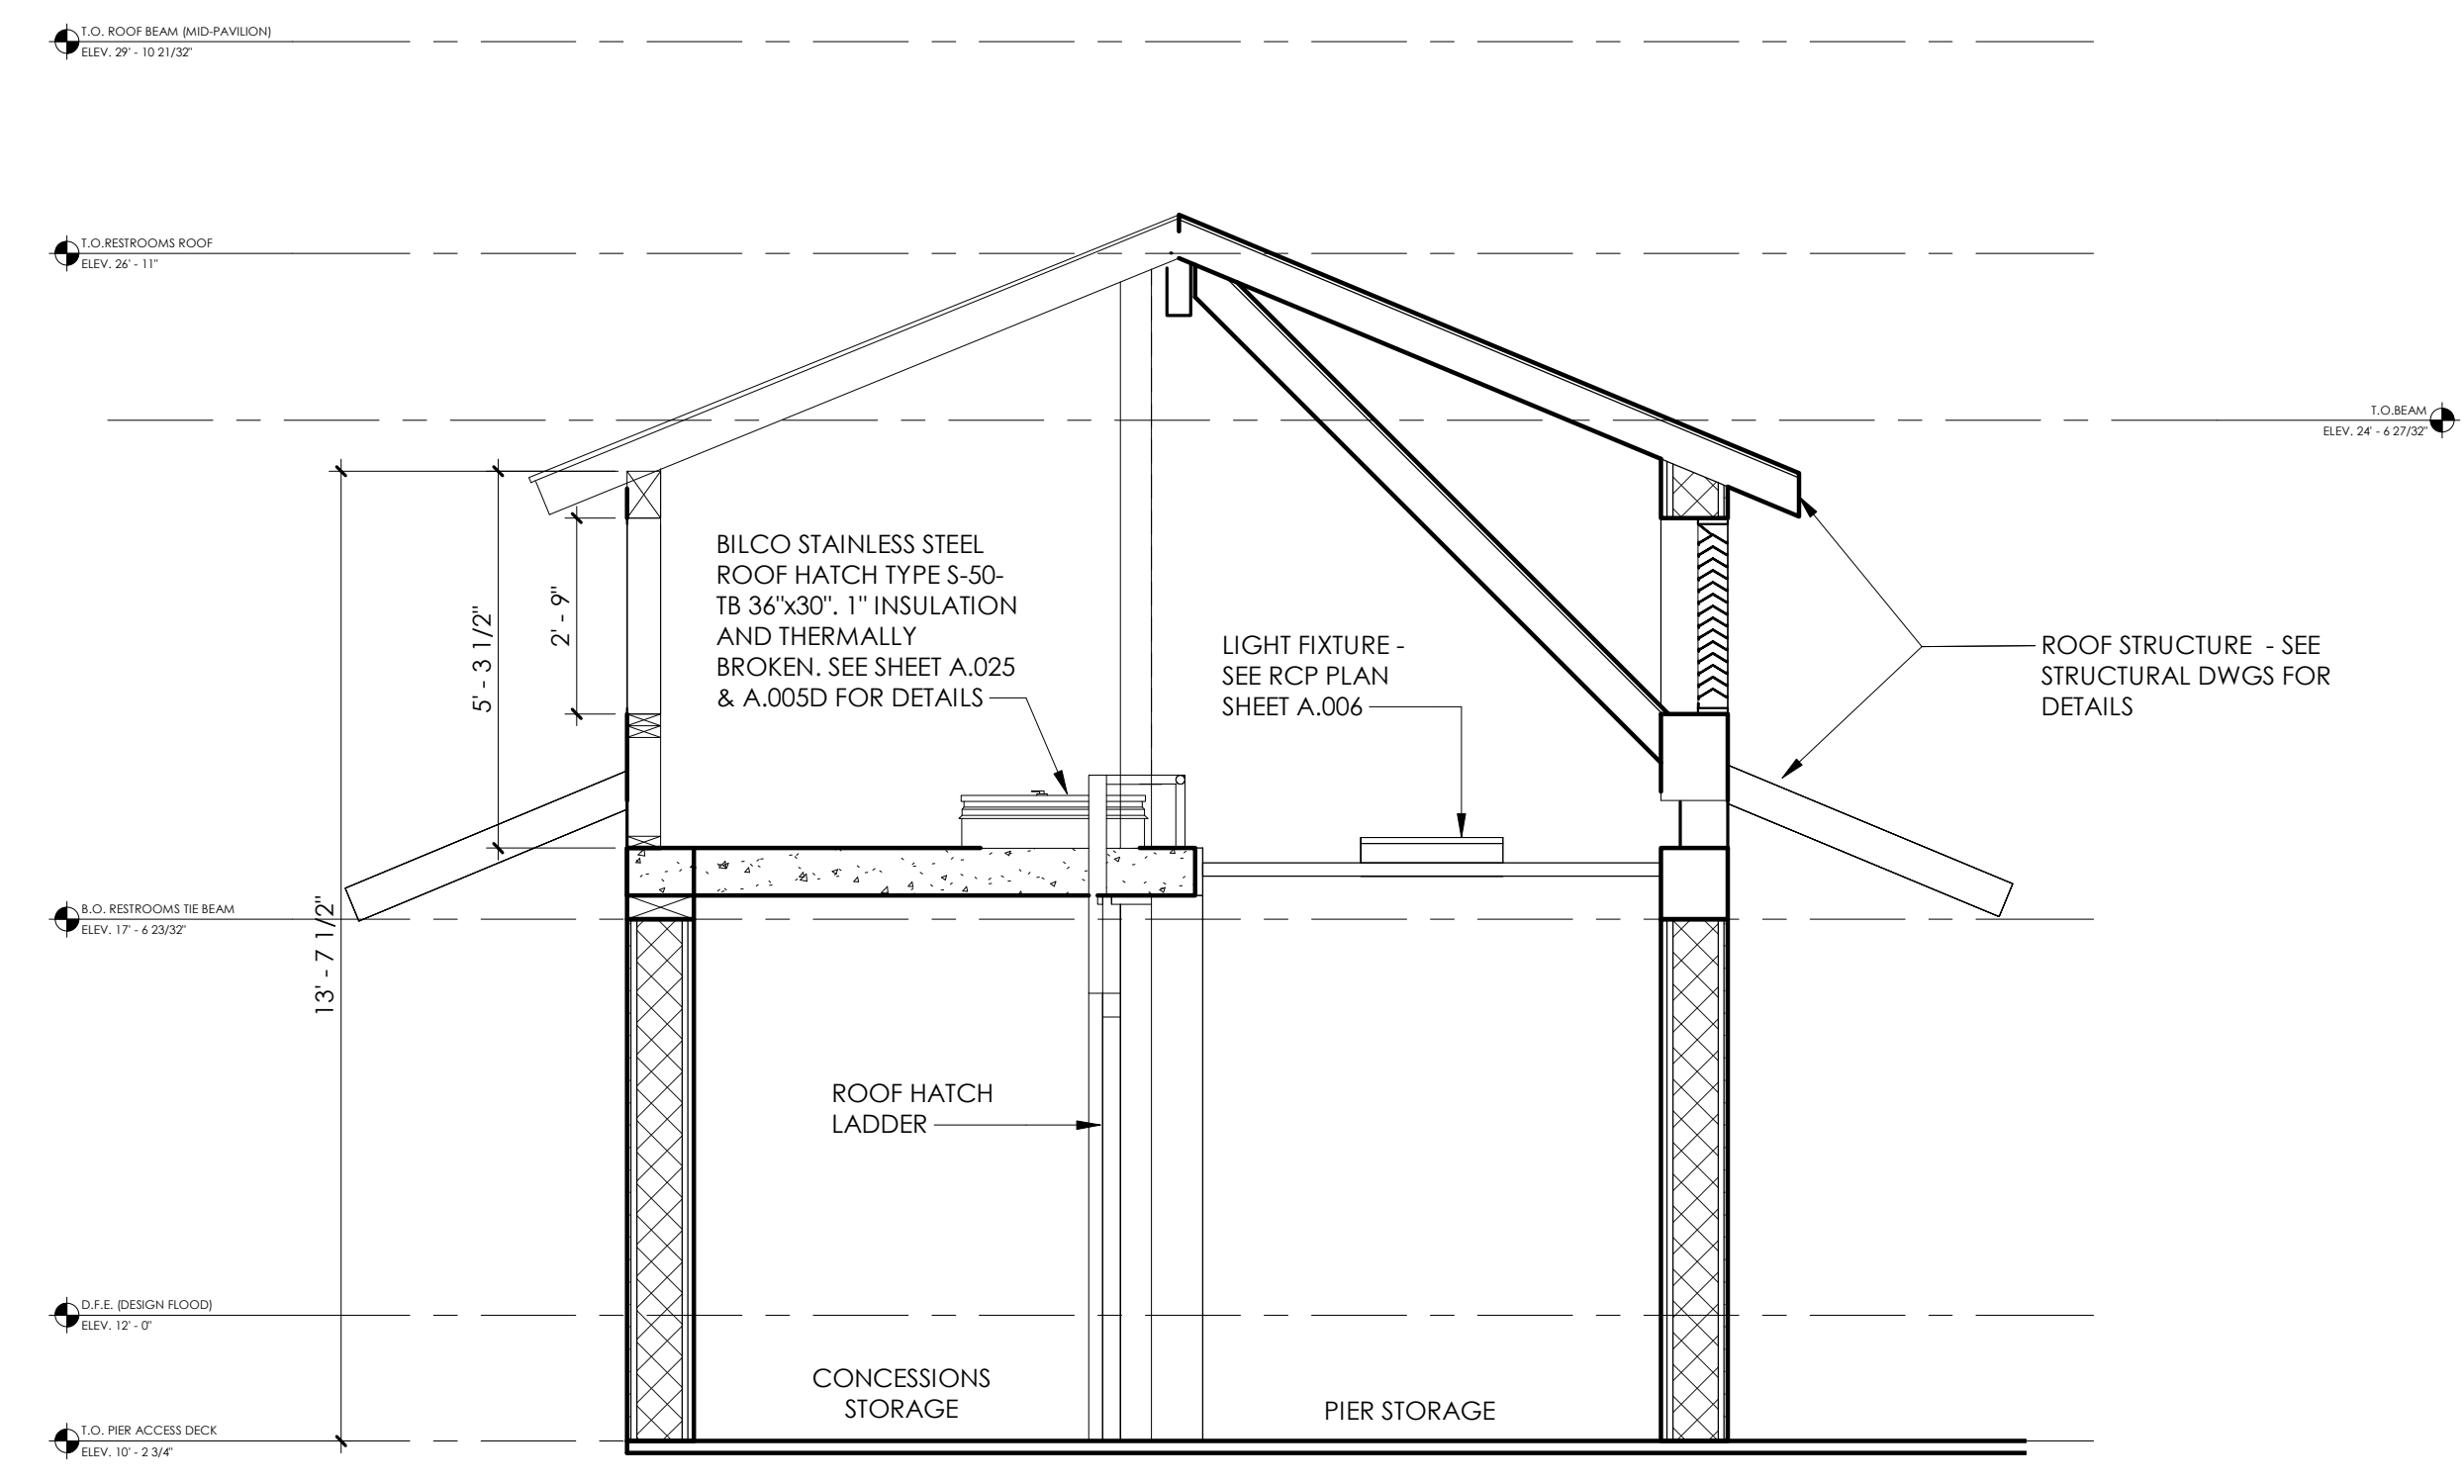 T.O. ROOF BEAM (MID-PAVILION)
ELEV. 29' - 10 21/32"
T.O.RESTROOMS ROOF
ELEV. 26' - 11"
T.O.BEAM
ELEV. 24' - 6 27/32"
BILCO STAINLESS STEEL
ROOF HATCH TYPE S-50-
TB 36"x30". 1" INSULATION
AND THERMALLY
BROKEN. SEE SHEET A.025
& A.005D FOR DETAILS
2' - 9"
5' - 3 1/2"
LIGHT FIXTURE -
SEE RCP PLAN
SHEET A.006
ROOF STRUCTURE - SEE
STRUCTURAL DWGS FOR
DETAILS
B.O. RESTROOMS TIE BEAM
ELEV. 17' - 6 23/32"
13' - 7 1/2"
ROOF HATCH
LADDER
D.F.E. (DESIGN FLOOD)
ELEV. 12' - 0"
CONCESSIONS
STORAGE
PIER STORAGE
T.O. PIER ACCESS DECK
ELEV. 10' - 2 3/4"